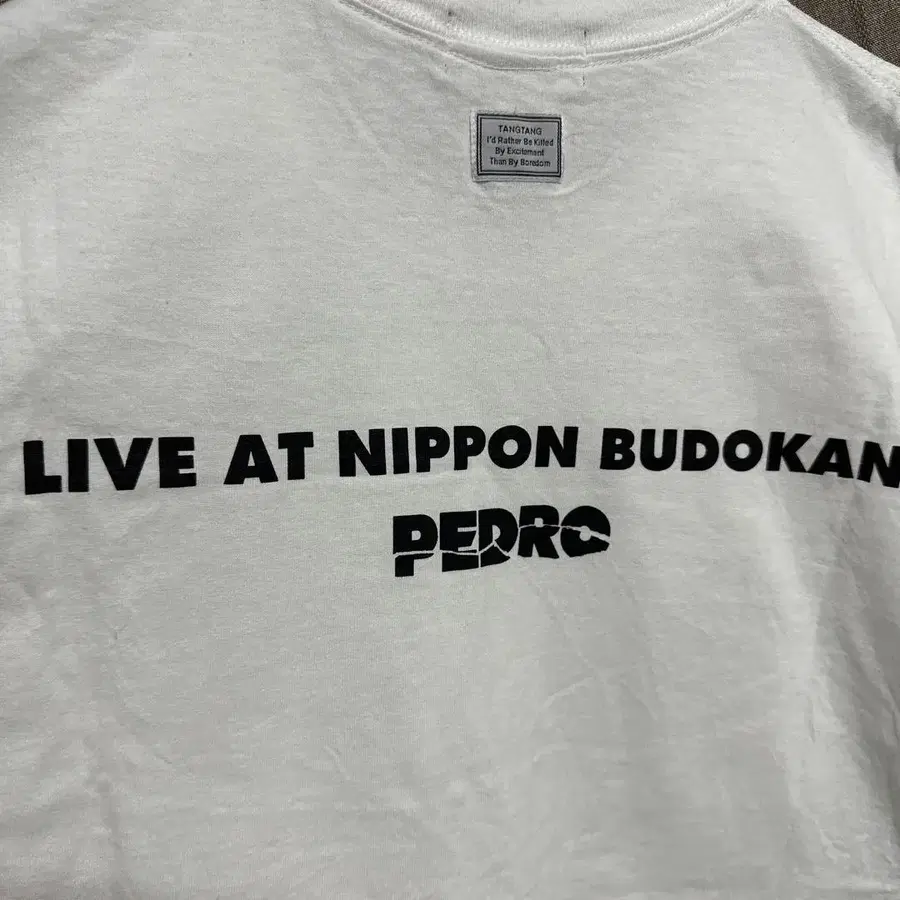 TANGTANG
I'd Rather Be Killed
By Excitement
Than By Boredom
LIVE AT NIPPON BUDOKAN
PEDRO